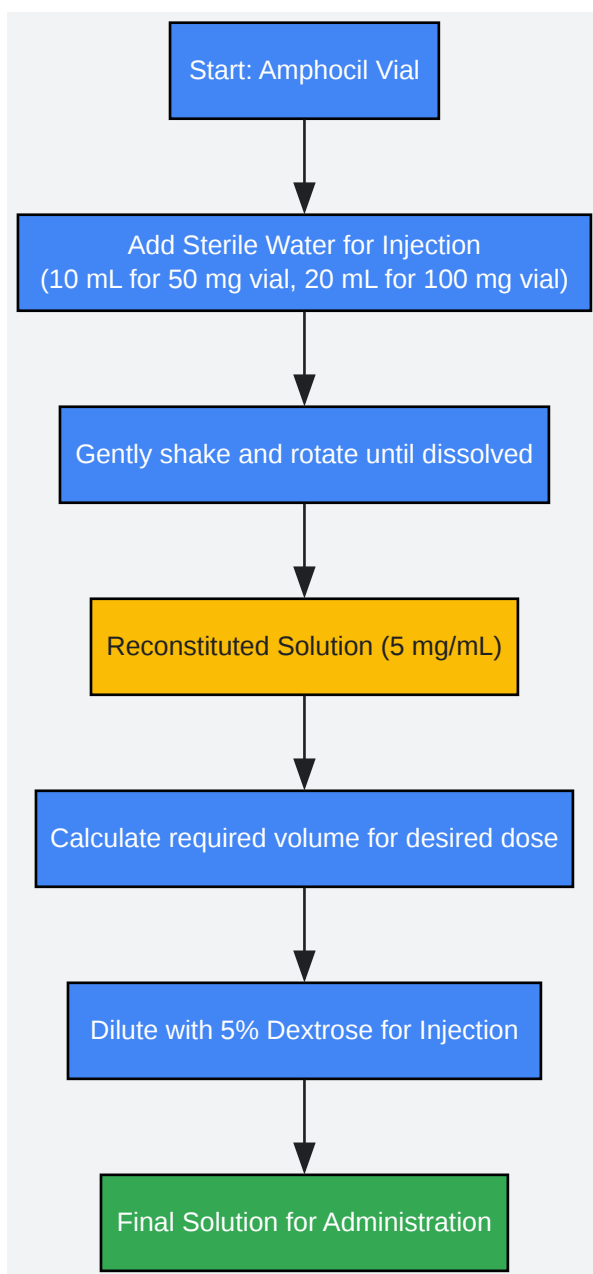 Start: Amphocil Vial
Add Sterile Water for Injection
(10 mL for 50 mg vial, 20 mL for 100 mg vial)
Gently shake and rotate until dissolved
Reconstituted Solution (5 mg/mL)
Calculate required volume for desired dose
Dilute with 5% Dextrose for Injection
Final Solution for Administration